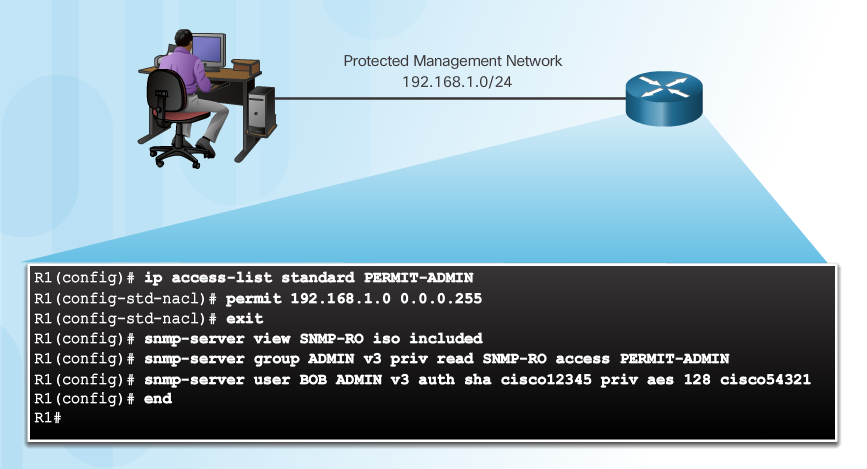 Protected Management Network
192.168.1.0/24
R1(config)# ip access-list standard PERMIT-ADMIN
R1(config-std-nacl)# permit 192.168.1.0 0.0.0.255
R1(config-std-nacl)# exit
R1(config)# snmp-server view SNMP-RO iso included
R1(config)# snmp-server group ADMIN v3 priv read SNMP-RO access PERMIT-ADMIN
R1(config)# snmp-server user BOB ADMIN v3 auth sha cisco12345 priv aes 128 cisco54321
R1(config)# end
R1#